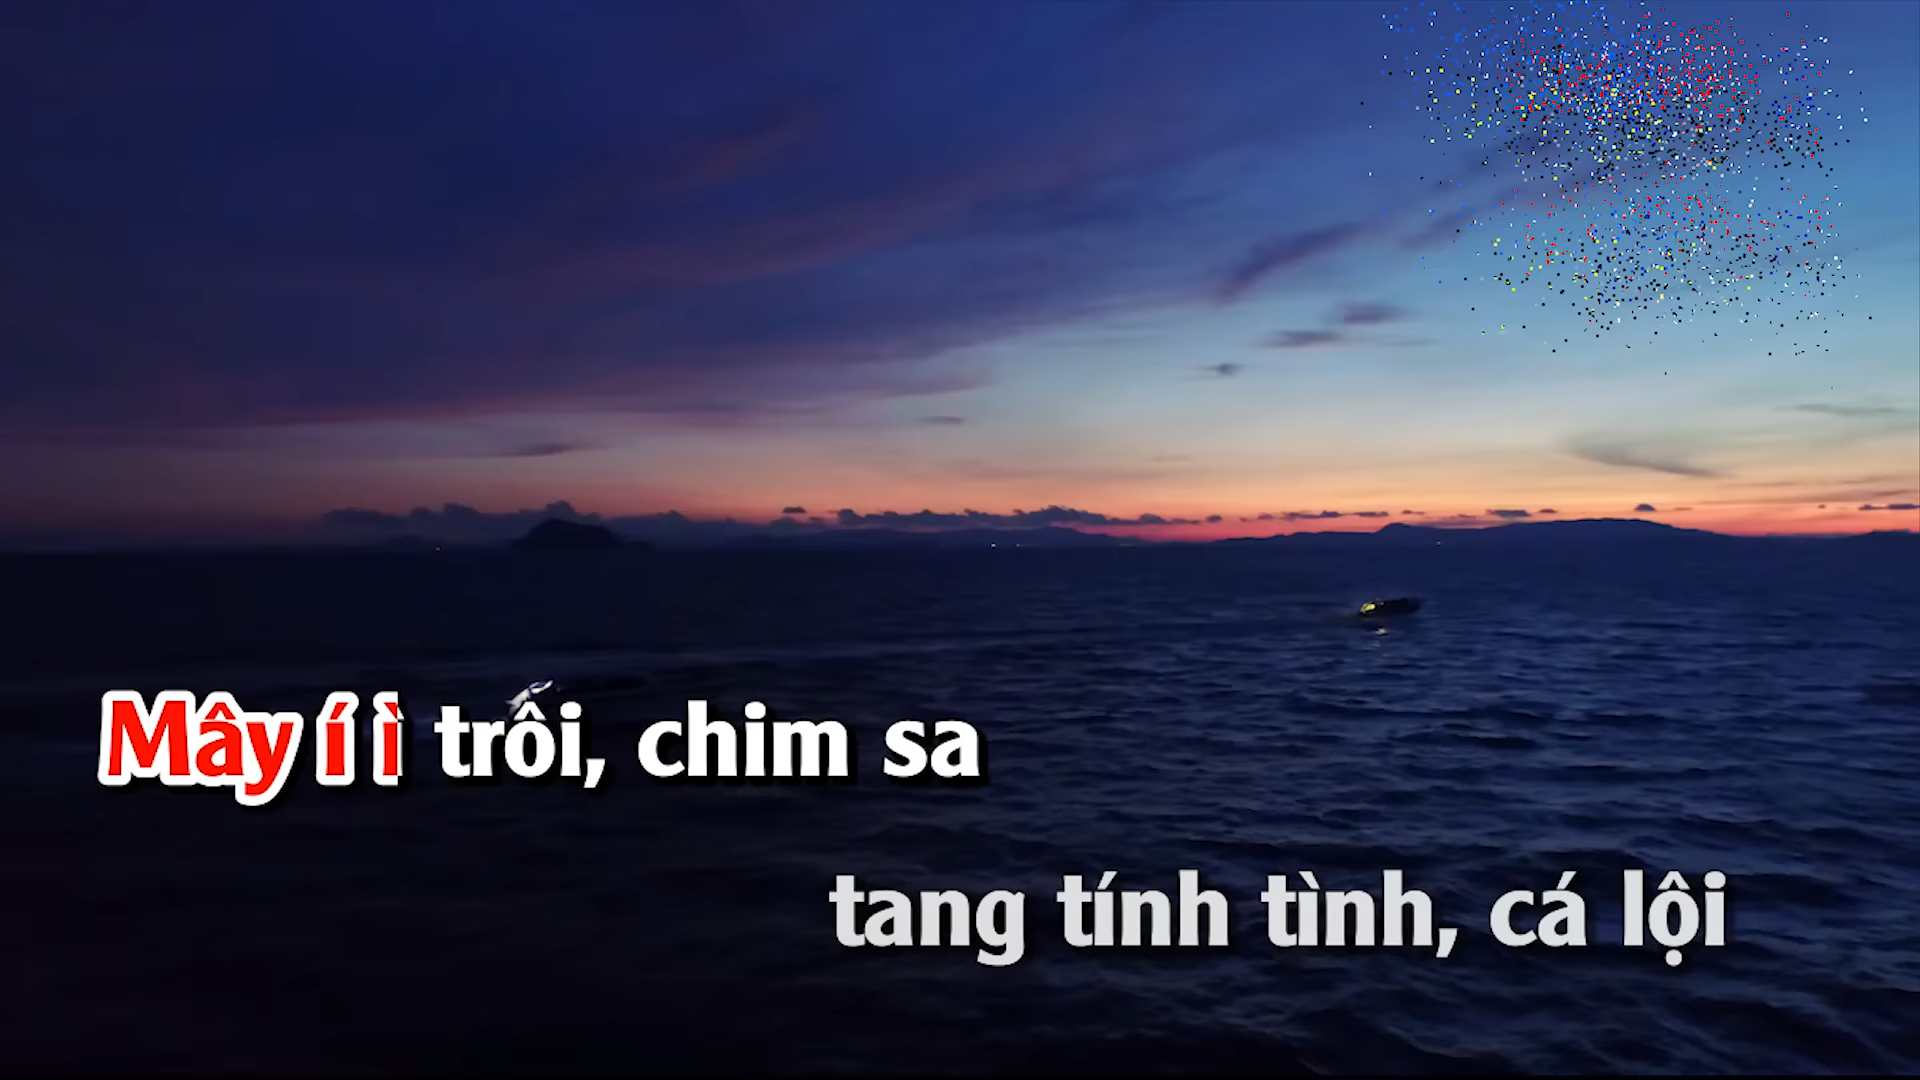 Mây í ì trôi, chim sa
tang tính tình, cá lội